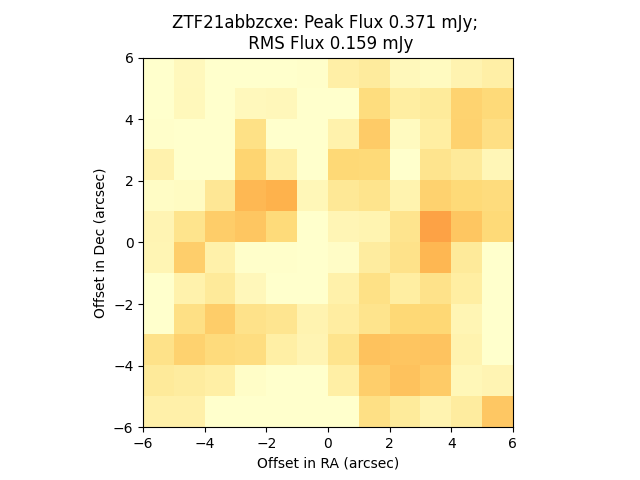 ZTF21abbzcxe: Peak Flux 0.371 mJy;
RMS Flux 0.159 mJy
6
4
2
0
−2
−4
−6
Offset in Dec (arcsec)
−6 −4 −2 0 2 4 6
Offset in RA (arcsec)